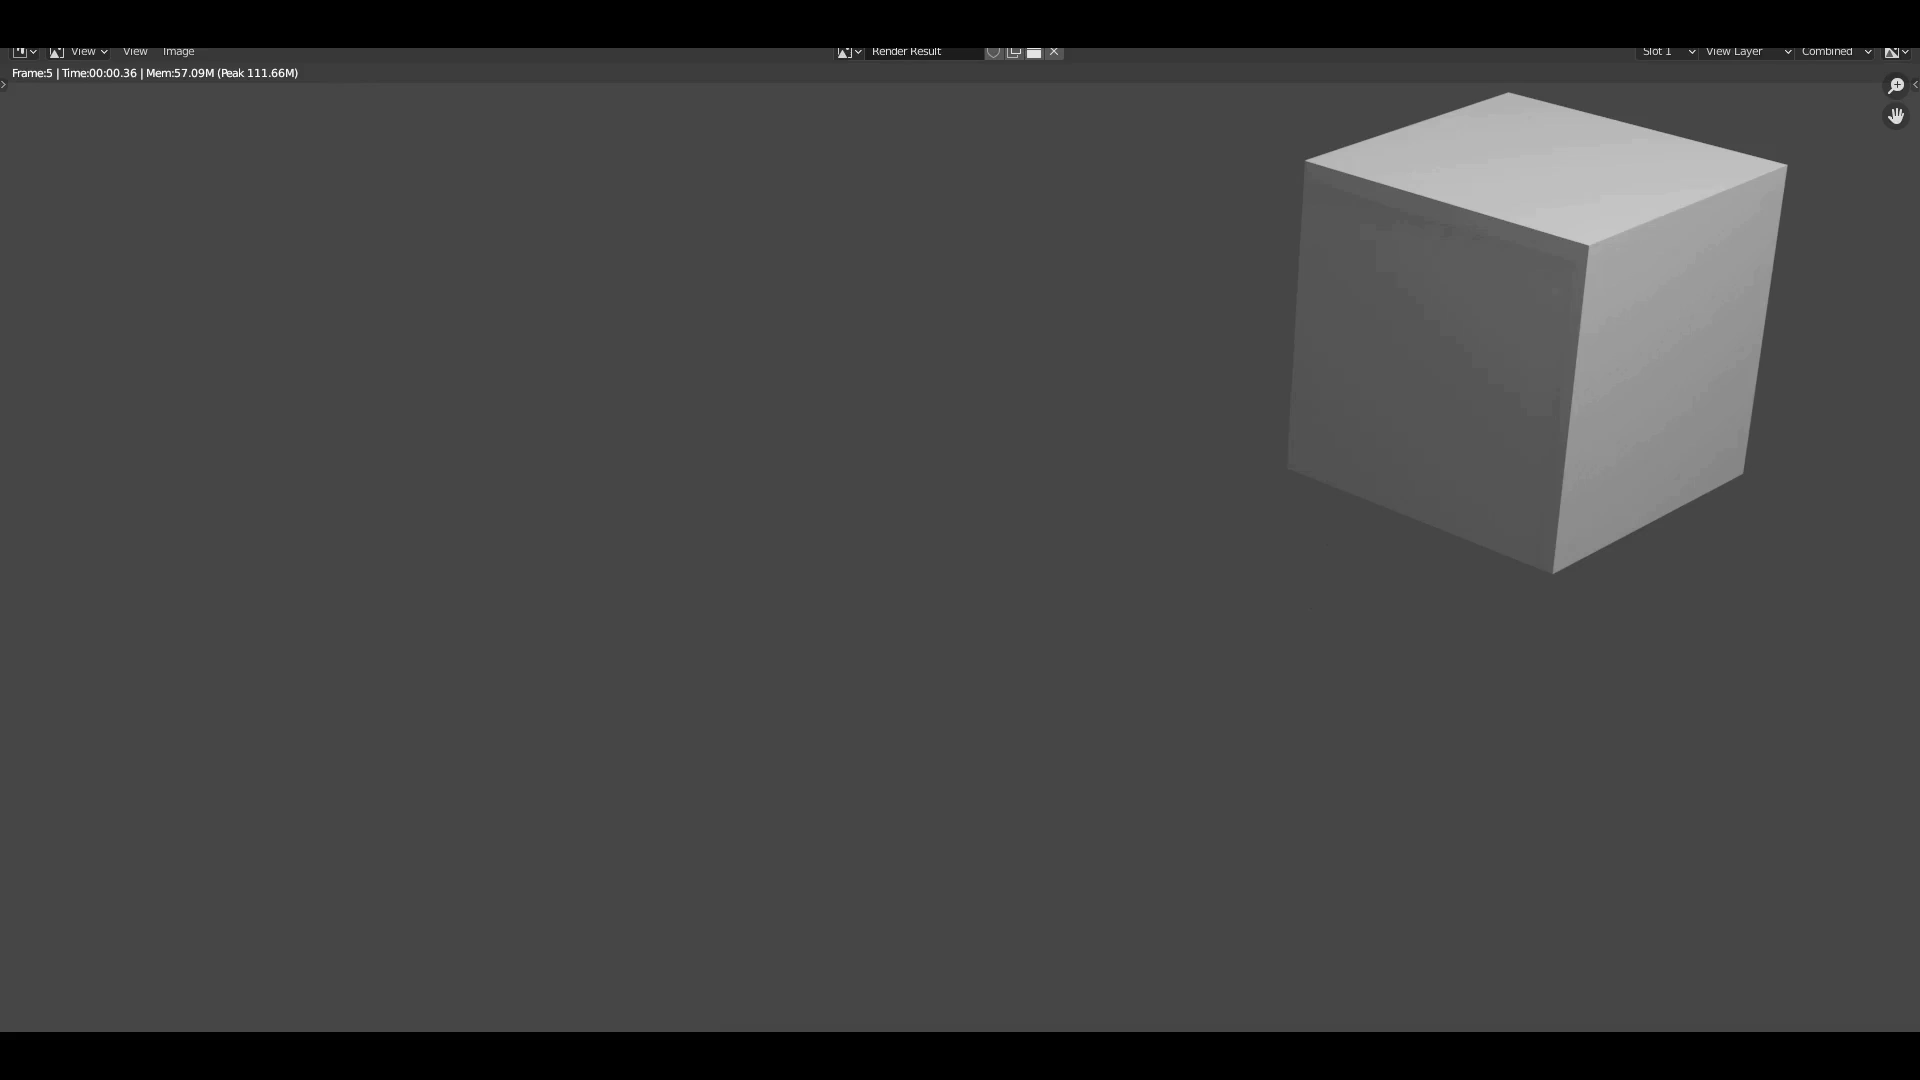 View View Image Render Result Slot 1 View Layer Combined
Frame:5 | Time:00:00.36 | Mem:57.09M (Peak 111.66M)